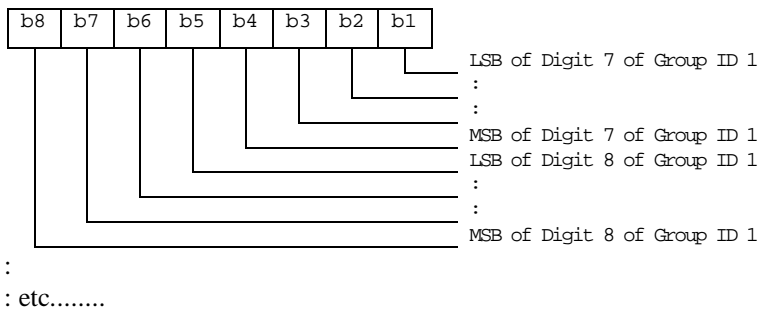 b8 b7 b6 b5 b4 b3 b2 b1
LSB of Digit 7 of Group ID 1
:
:
MSB of Digit 7 of Group ID 1
LSB of Digit 8 of Group ID 1
:
:
MSB of Digit 8 of Group ID 1
:
: etc........